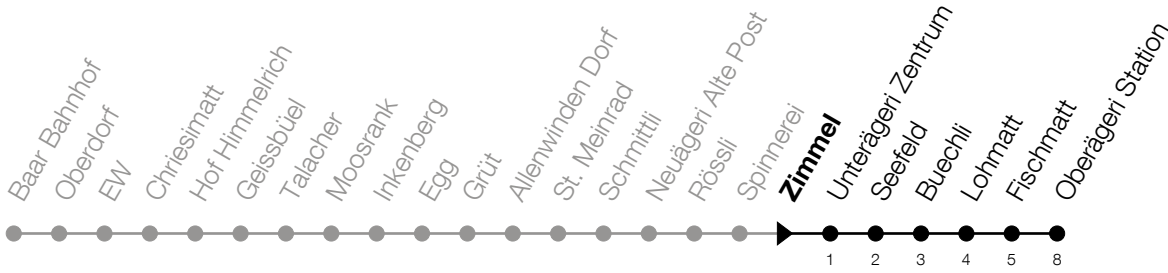 Baar Bahnhof
Oberdorf
EW
Chriesimatt
Hof Himmelrich
Geissbüel
Talacher
Moosrank
Inkenberg
Egg
Grüt
Allenwinden Dorf
St. Meinrad
Schmittli
Neuägeri Alte Post
Rössli
Spinnerei
Zimmel
Unterägeri Zentrum
Seefeld
Buechli
Lohmatt
Fischmatt
Oberägeri Station
1 2 3 4 5 8